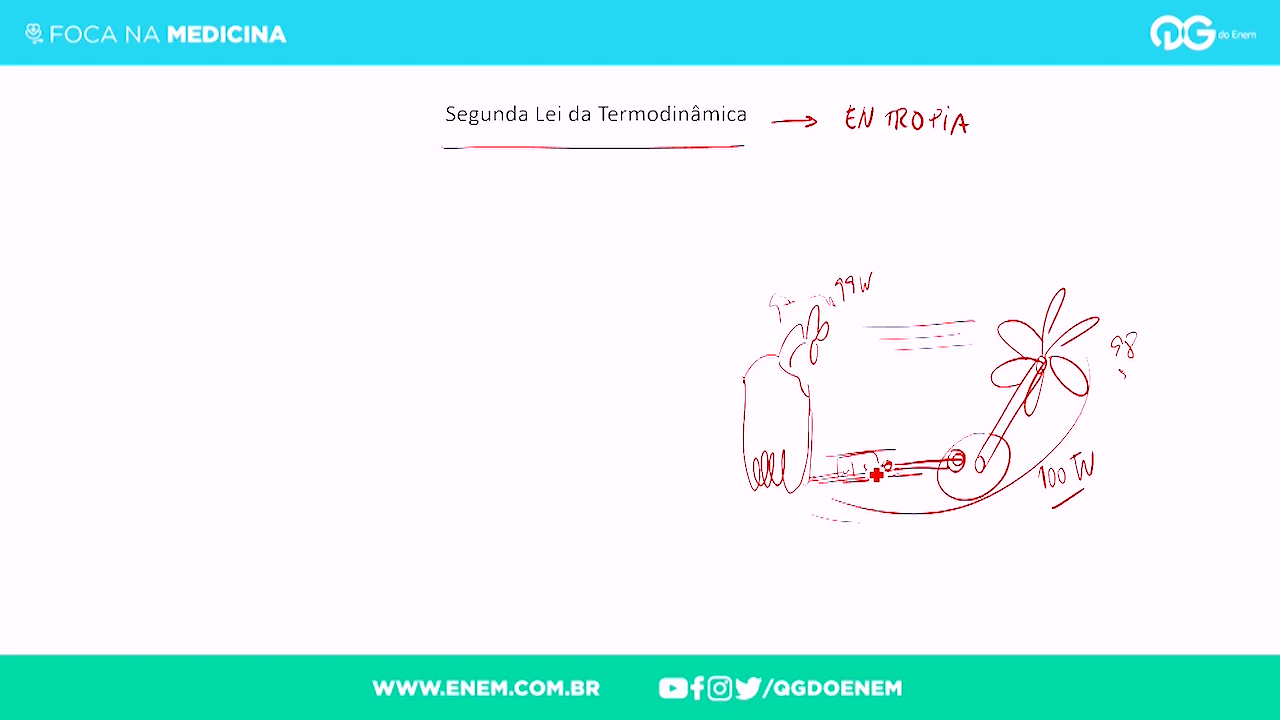 FOCA NA MEDICINA
QG do Enem
Segunda Lei da Termodinâmica → ENTROPIA
99W
98
100 W
WWW.ENEM.COM.BR
/QGDOENEM